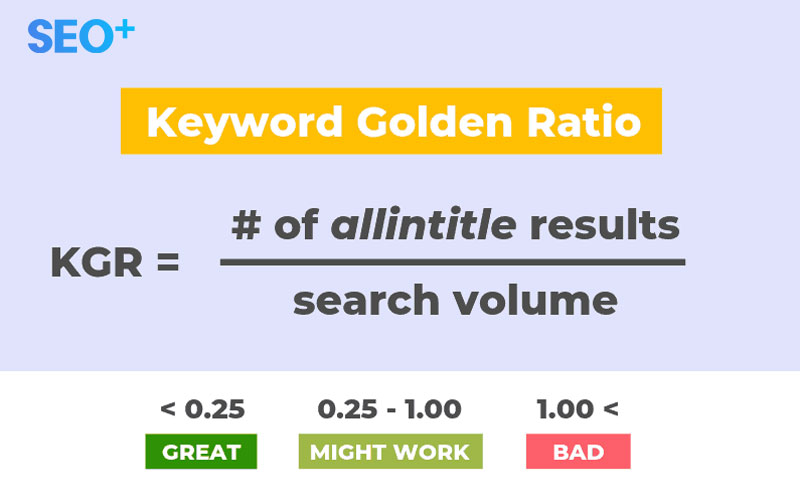 SEO+
Keyword Golden Ratio
# of allintitle results
KGR =
search volume
< 0.25 0.25 - 1.00 1.00 <
GREAT MIGHT WORK BAD